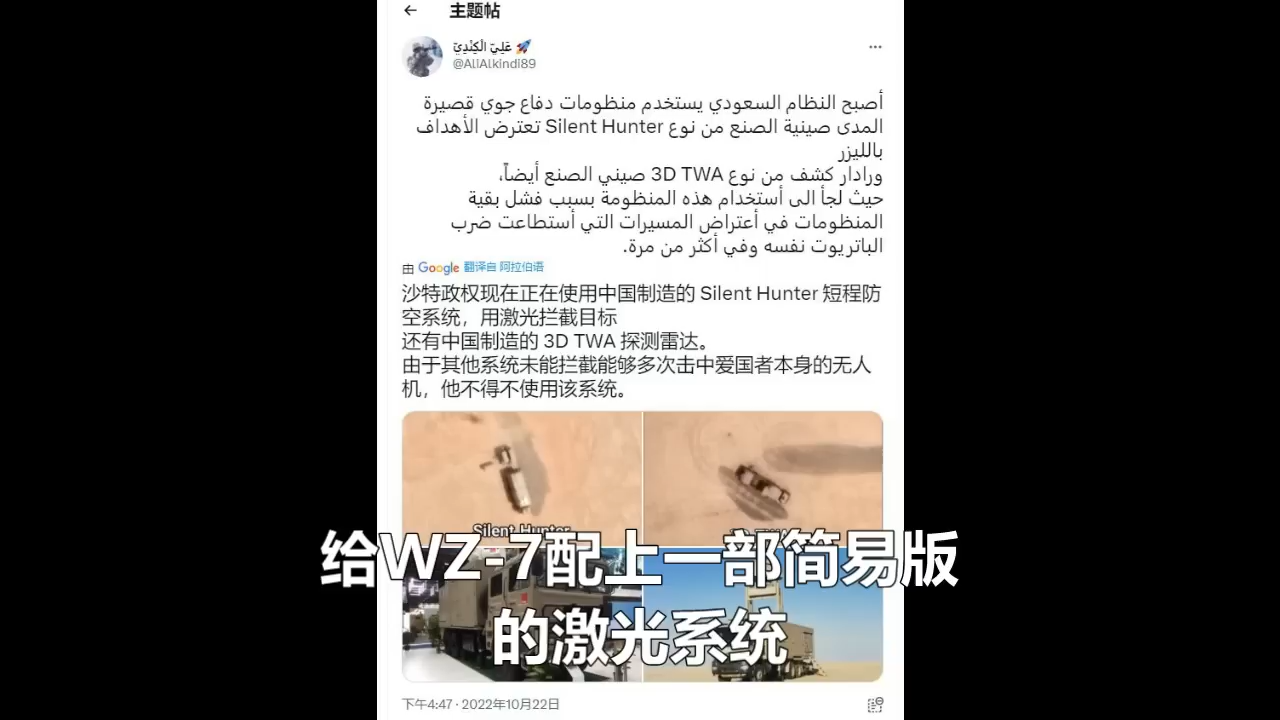 主题帖
عَلِيّ الْكِنْدِيّ
@AliAlkindi89
أصبح النظام السعودي يستخدم منظومات دفاع جوي قصيرة
المدى صينية الصنع من نوع Silent Hunter تعترض الأهداف
بالليزر
ورادار كشف من نوع 3D TWA صيني الصنع أيضاً،
حيث لجأ الى أستخدام هذه المنظومة بسبب فشل بقية
المنظومات في أعتراض المسيرات التي أستطاعت ضرب
الباتريوت نفسه وفي أكثر من مرة.
由 Google 翻译自 阿拉伯语
沙特政权现在正在使用中国制造的 Silent Hunter 短程防
空系统，用激光拦截目标
还有中国制造的 3D TWA 探测雷达。
由于其他系统未能拦截能够多次击中爱国者本身的无人
机，他不得不使用该系统。
Silent Hunter
给WZ-7配上一部简易版
的激光系统
下午4:47 · 2022年10月22日